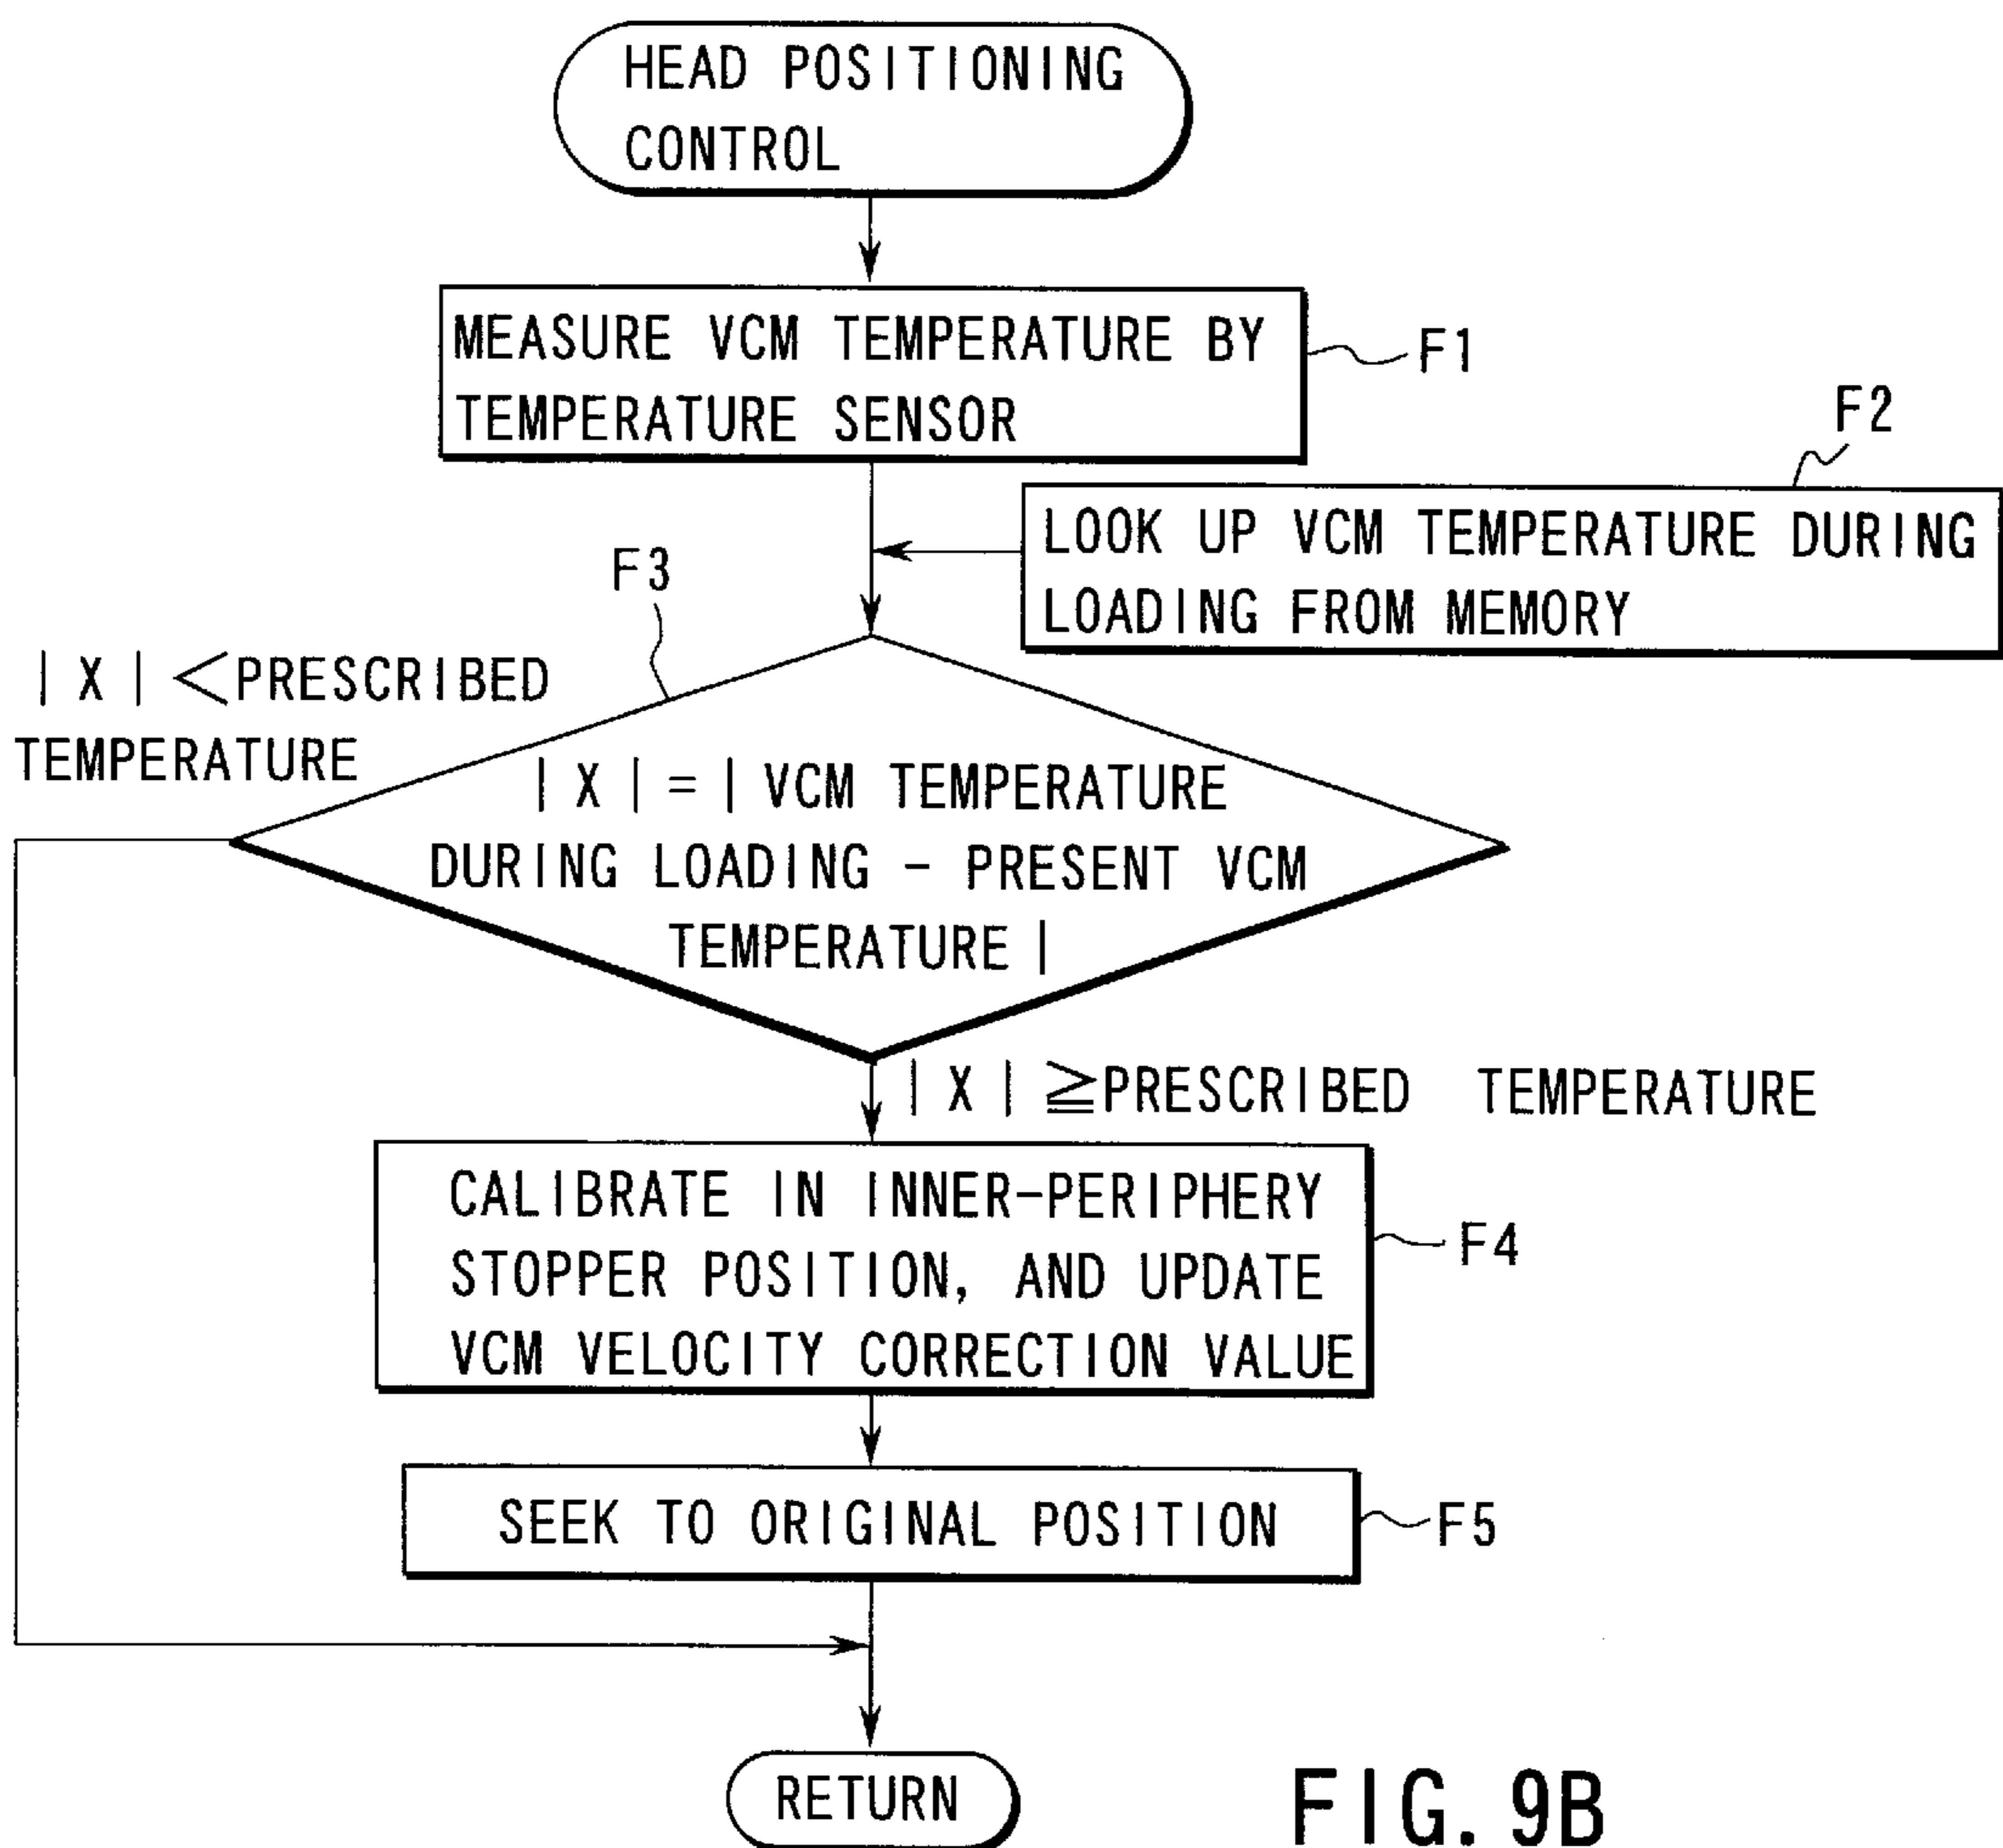 HEAD POSITIONING
CONTROL
MEASURE VCM TEMPERATURE BY
TEMPERATURE SENSOR
F1
F2
LOOK UP VCM TEMPERATURE DURING
LOADING FROM MEMORY
F3
| X | <PRESCRIBED
TEMPERATURE
| X | = | VCM TEMPERATURE
DURING LOADING - PRESENT VCM
TEMPERATURE |
| X | ≧PRESCRIBED TEMPERATURE
CALIBRATE IN INNER-PERIPHERY
STOPPER POSITION, AND UPDATE
VCM VELOCITY CORRECTION VALUE
F4
SEEK TO ORIGINAL POSITION
F5
RETURN
FIG. 9B